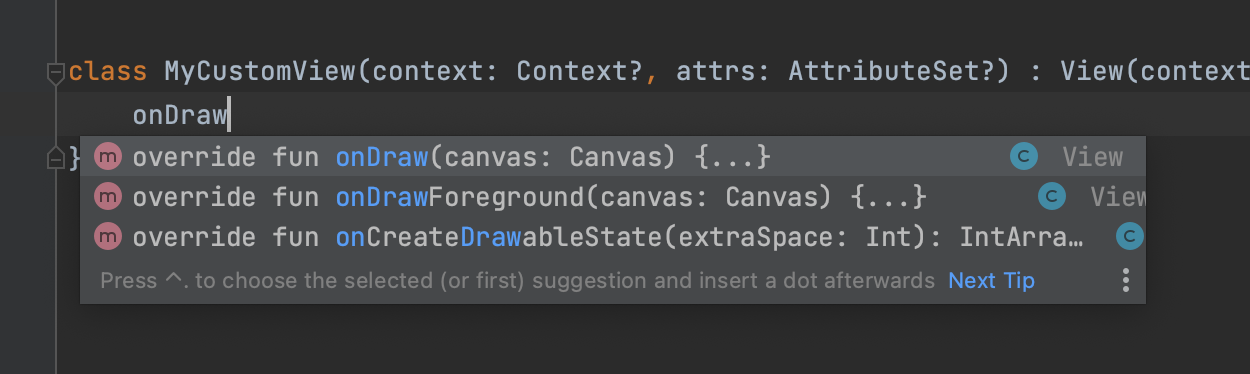 class MyCustomView(context: Context?, attrs: AttributeSet?) : View(context
onDraw
}
m override fun onDraw(canvas: Canvas) {...} C View
m override fun onDrawForeground(canvas: Canvas) {...} C View
m override fun onCreateDrawableState(extraSpace: Int): IntArra… C
Press ^. to choose the selected (or first) suggestion and insert a dot afterwards Next Tip